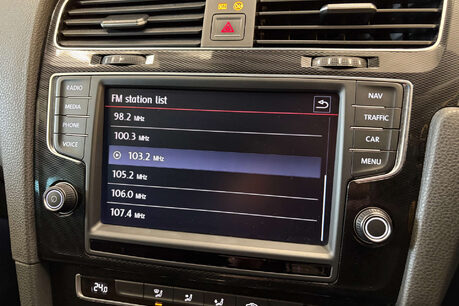 RADIO
MEDIA
PHONE
VOICE
FM station list
98.2 MHz
100.3 MHz
103.2 MHz
105.2 MHz
106.0 MHz
107.4 MHz
NAV
TRAFFIC
CAR
MENU
24.0